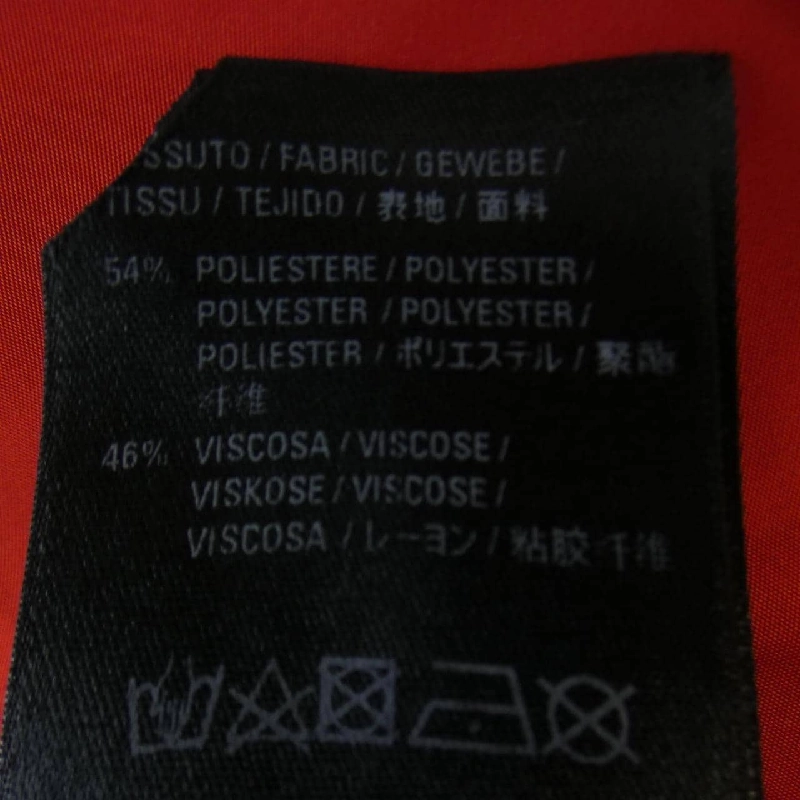 SSUTO / FABRIC / GEWEBE /
TISSU / TEJIDO / 表地 / 面料
54% POLIESTERE / POLYESTER /
POLYESTER / POLYESTER /
POLIESTER / ポリエステル / 聚酯
纤维
46% VISCOSA / VISCOSE /
VISKOSE / VISCOSE /
VISCOSA / レーヨン / 粘胶纤维